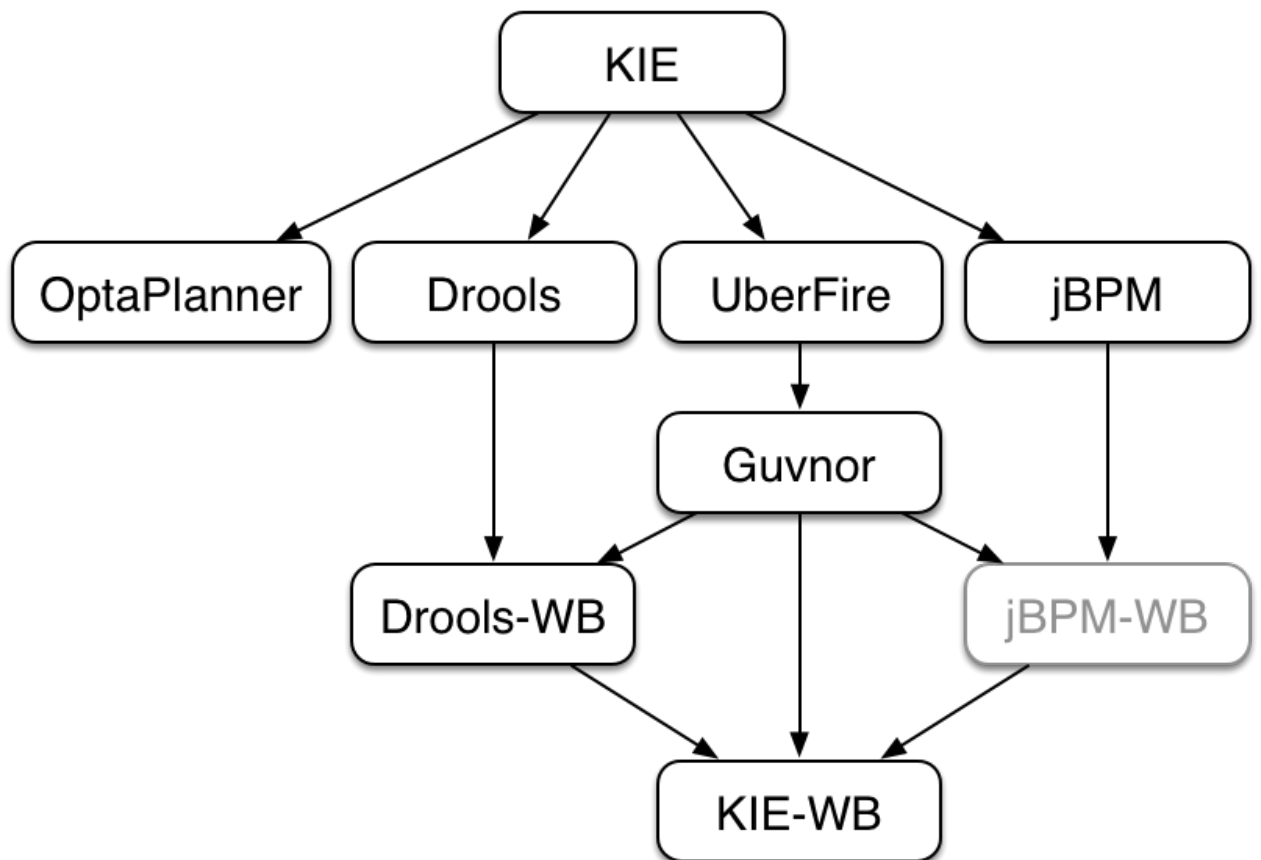 KIE
OptaPlanner
Drools
UberFire
jBPM
Guvnor
Drools-WB
jBPM-WB
KIE-WB